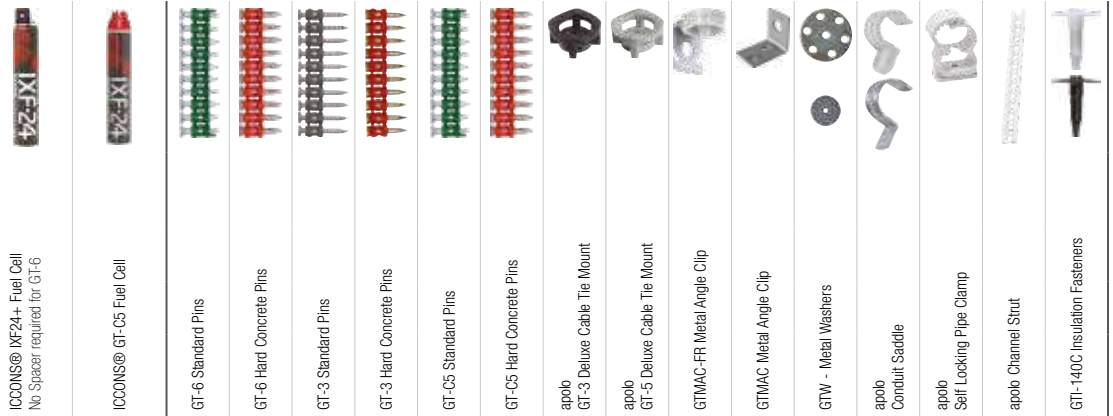 IXF-24
IXF-24
ICCONS® IXF24+ Fuel Cell
No Spacer required for GT-6
ICCONS® GT-C5 Fuel Cell
GT-6 Standard Pins
GT-6 Hard Concrete Pins
GT-3 Standard Pins
GT-3 Hard Concrete Pins
GT-C5 Standard Pins
GT-C5 Hard Concrete Pins
apolo
GT-3 Deluxe Cable Tie Mount
apolo
GT-5 Deluxe Cable Tie Mount
GTMAC-FR Metal Angle Clip
GTMAC Metal Angle Clip
GTW - Metal Washers
apolo
Conduit Saddle
apolo
Self Locking Pipe Clamp
apolo Channel Strut
GTI-140C Insulation Fasteners